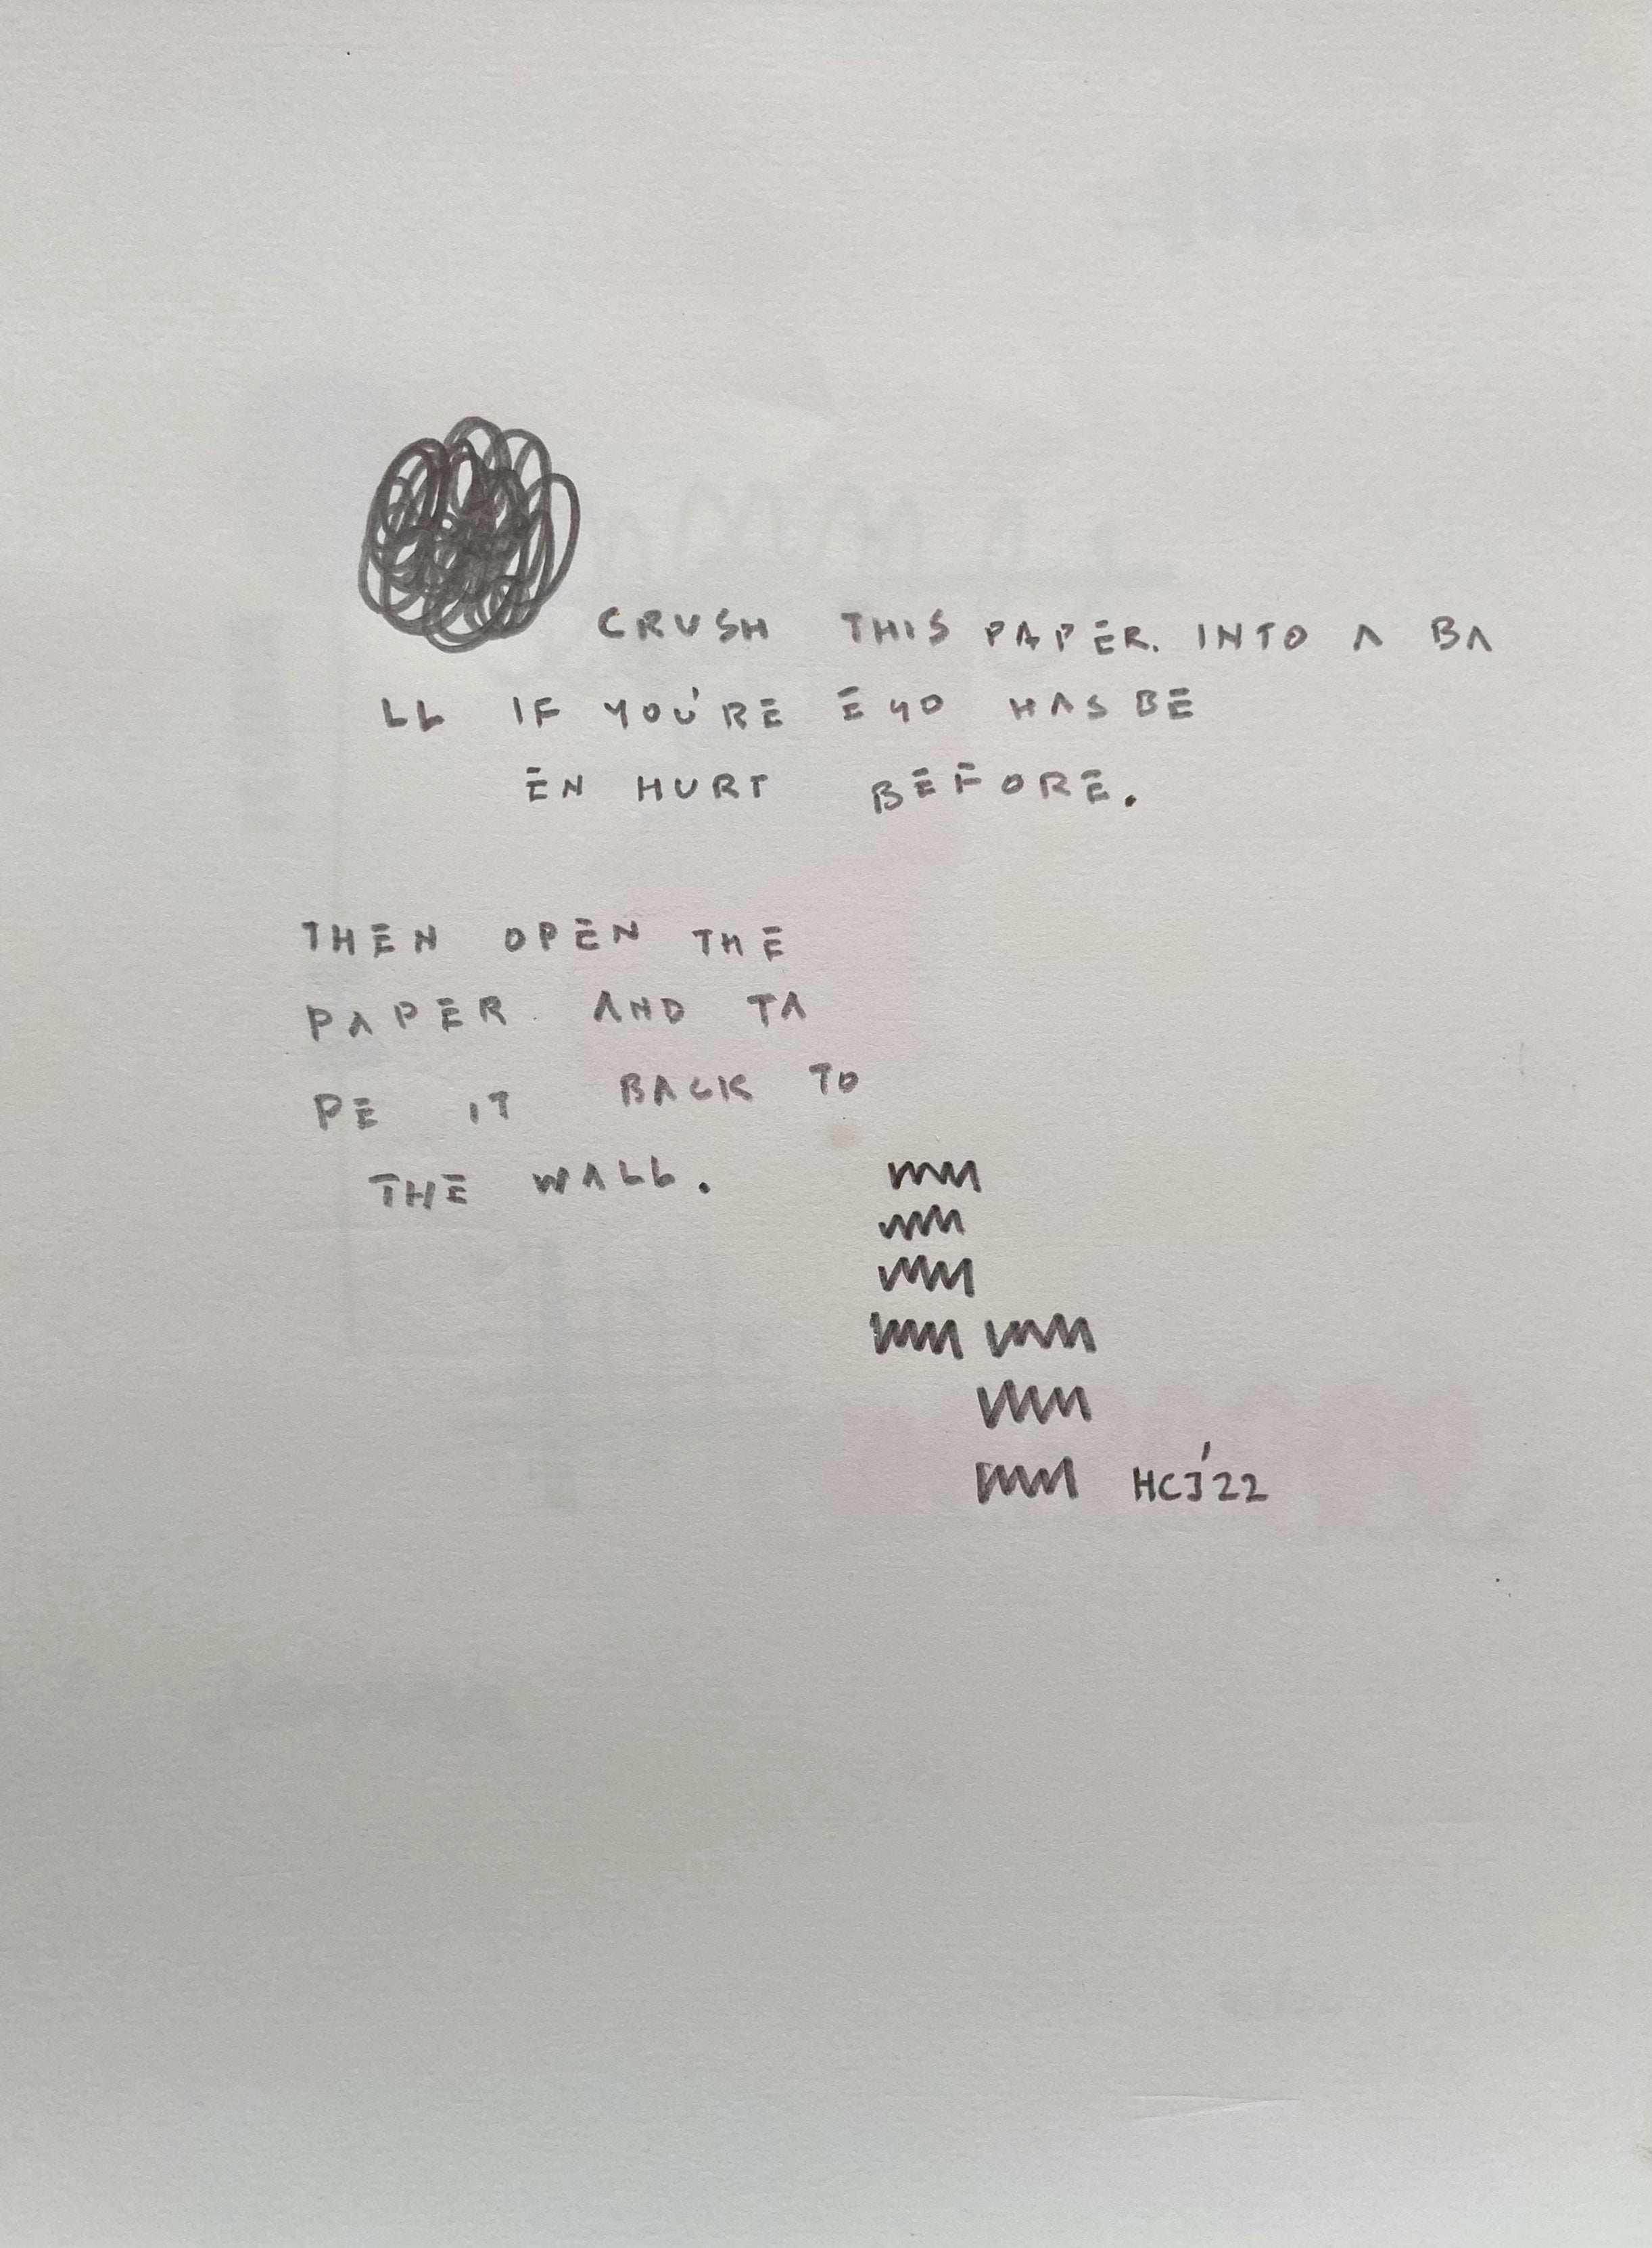 CRUSH THIS PAPER. INTO A BA
LL IF YOU'RE EGO HAS BE
EN HURT BEFORE.
THEN OPEN THE
PAPER AND TA
PE IT BACK TO
THE WALL.
HCJ'22